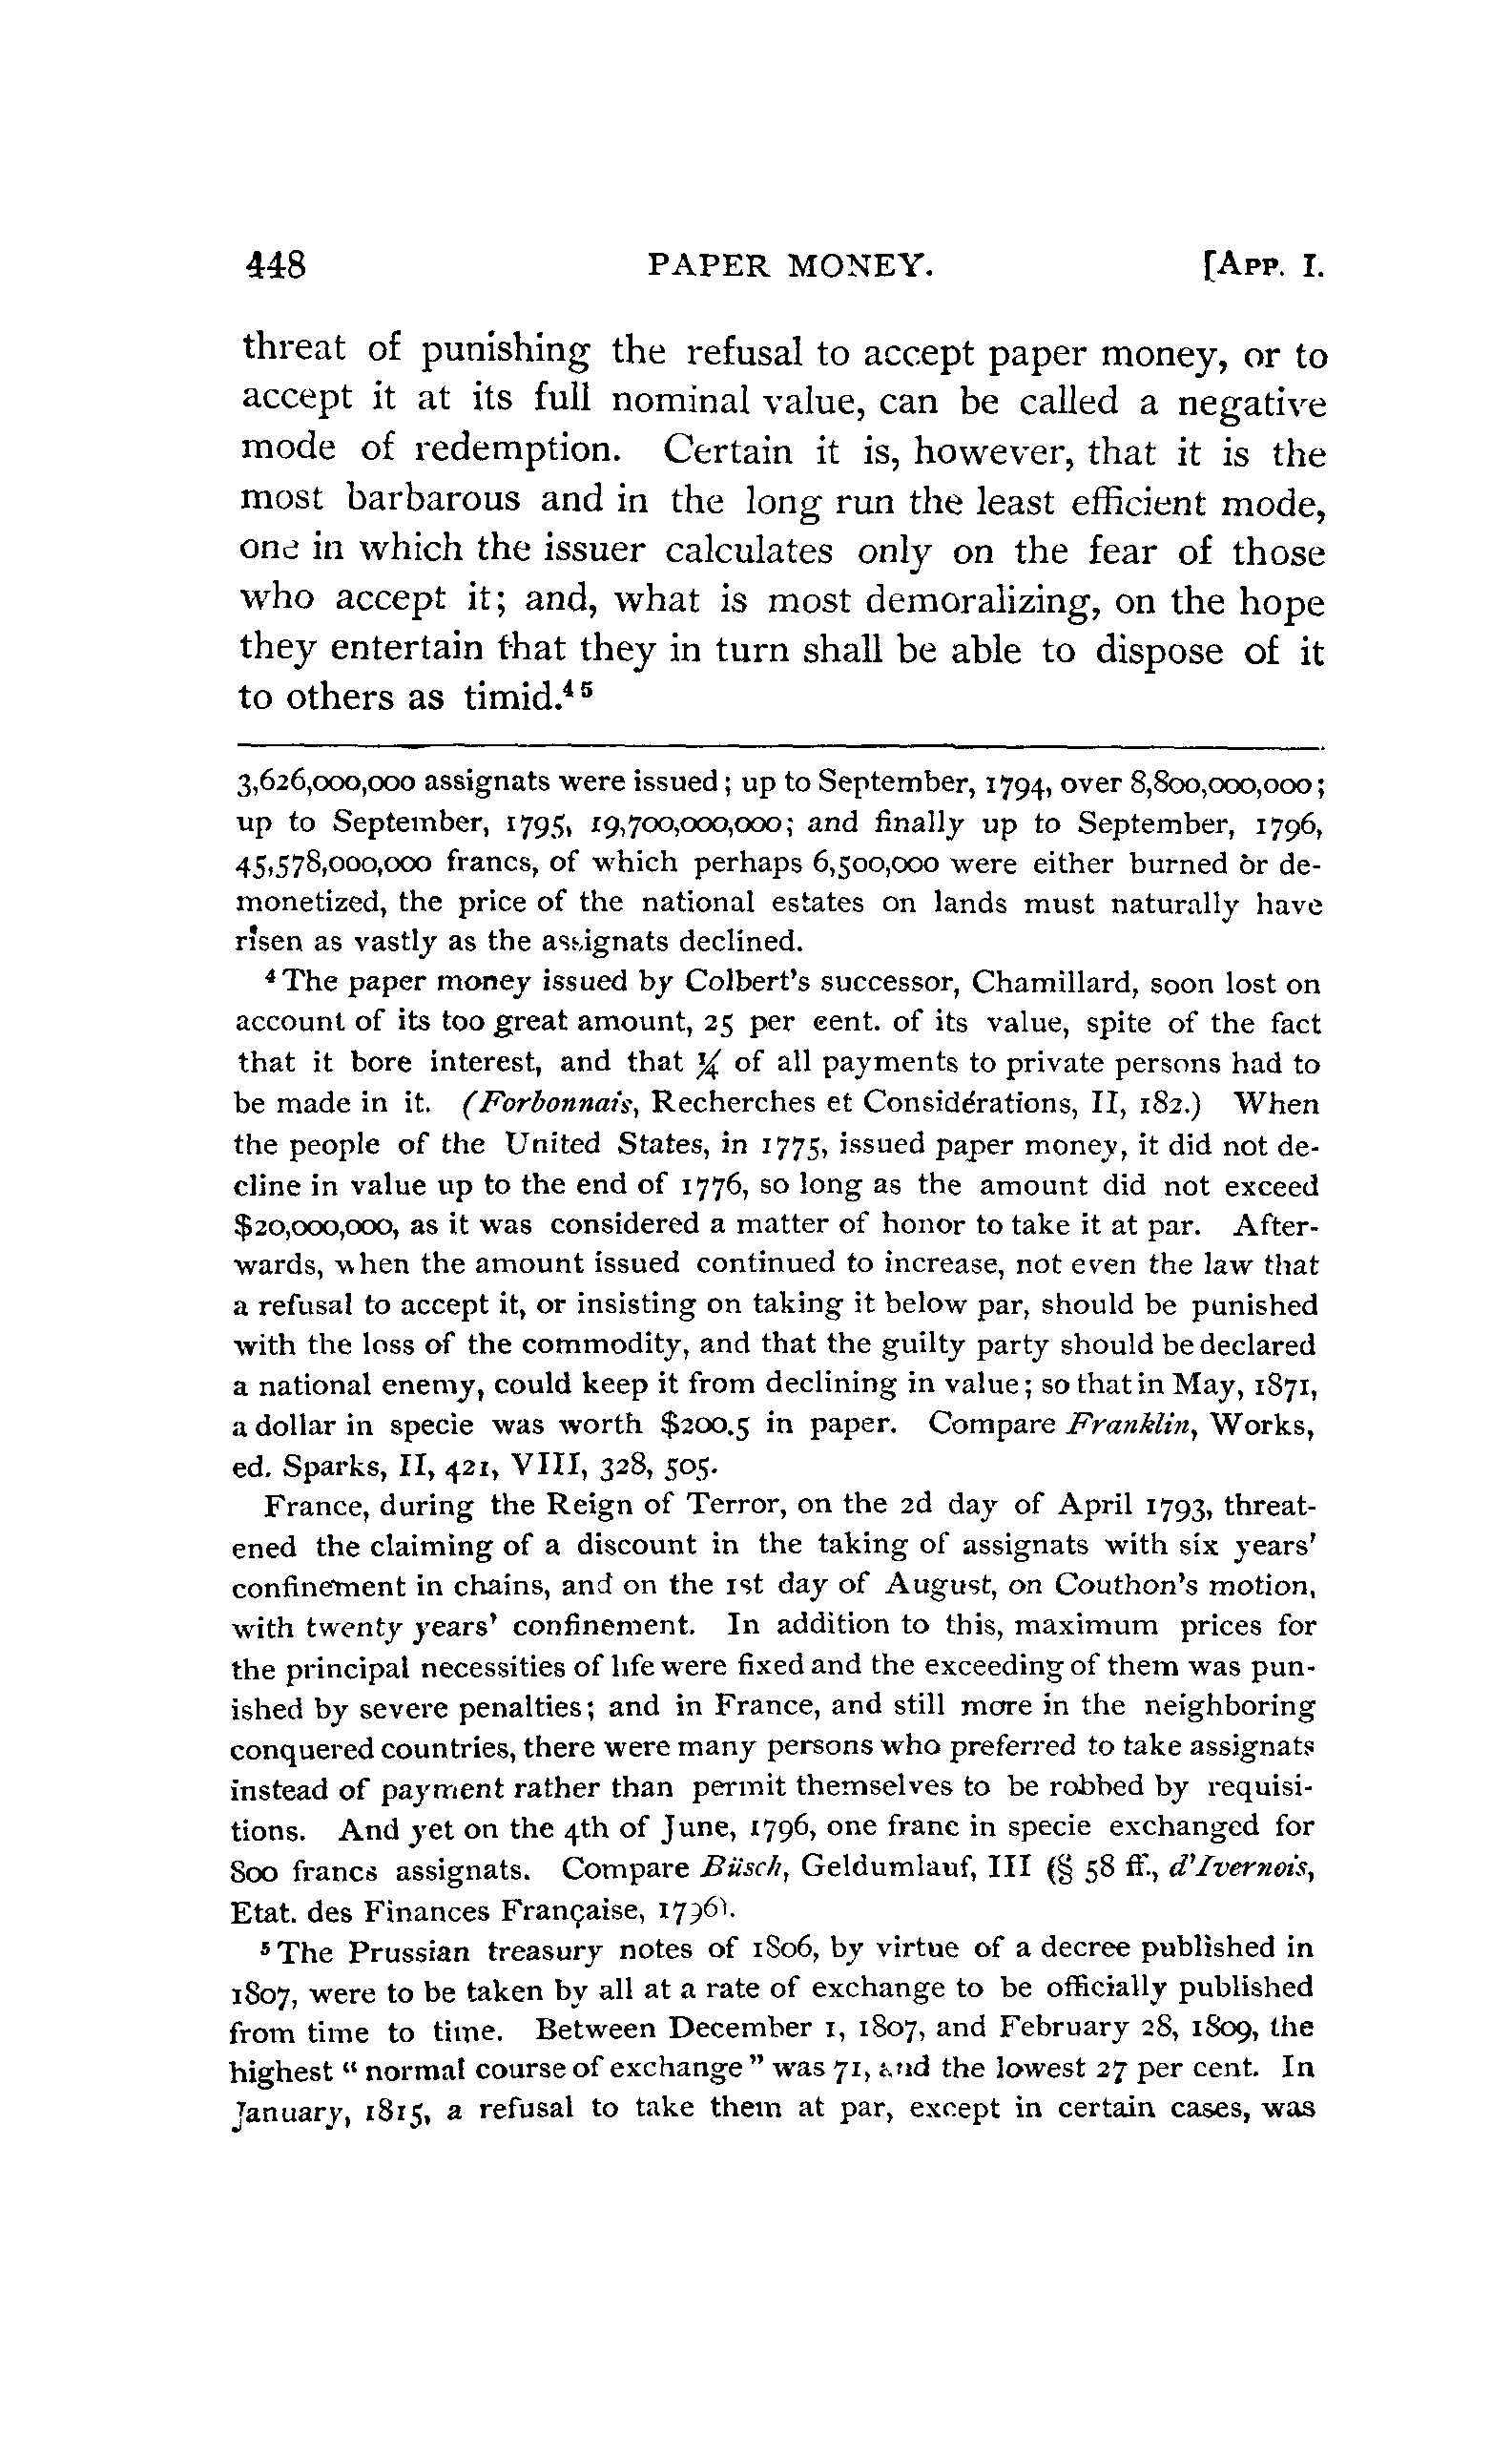 448 PAPER MONEY. [APP. I.
threat of punishing the refusal to accept paper money, or to
accept it at its full nominal value, can be called a negative
mode of redemption. Certain it is, however, that it is the
most barbarous and in the long run the least efficient mode,
one in which the issuer calculates only on the fear of those
who accept it; and, what is most demoralizing, on the hope
they entertain that they in turn shall be able to dispose of it
to others as timid.⁴ ⁵
3,626,000,000 assignats were issued; up to September, 1794, over 8,800,000,000;
up to September, 1795, 19,700,000,000; and finally up to September, 1796,
45,578,000,000 francs, of which perhaps 6,500,000 were either burned or de-
monetized, the price of the national estates on lands must naturally have
risen as vastly as the assignats declined.
⁴ The paper money issued by Colbert's successor, Chamillard, soon lost on
account of its too great amount, 25 per cent. of its value, spite of the fact
that it bore interest, and that ¼ of all payments to private persons had to
be made in it. (Forbonnais, Recherches et Considérations, II, 182.) When
the people of the United States, in 1775, issued paper money, it did not de-
cline in value up to the end of 1776, so long as the amount did not exceed
$20,000,000, as it was considered a matter of honor to take it at par. After-
wards, when the amount issued continued to increase, not even the law that
a refusal to accept it, or insisting on taking it below par, should be punished
with the loss of the commodity, and that the guilty party should be declared
a national enemy, could keep it from declining in value; so that in May, 1871,
a dollar in specie was worth $200.5 in paper. Compare Franklin, Works,
ed. Sparks, II, 421, VIII, 328, 505.
France, during the Reign of Terror, on the 2d day of April 1793, threat-
ened the claiming of a discount in the taking of assignats with six years'
confinement in chains, and on the 1st day of August, on Couthon's motion,
with twenty years' confinement. In addition to this, maximum prices for
the principal necessities of life were fixed and the exceeding of them was pun-
ished by severe penalties; and in France, and still more in the neighboring
conquered countries, there were many persons who preferred to take assignats
instead of payment rather than permit themselves to be robbed by requisi-
tions. And yet on the 4th of June, 1796, one franc in specie exchanged for
800 francs assignats. Compare Büsch, Geldumlauf, III (§ 58 ff., d'Ivernois,
Etat. des Finances Française, 1796).
⁵ The Prussian treasury notes of 1806, by virtue of a decree published in
1807, were to be taken by all at a rate of exchange to be officially published
from time to time. Between December 1, 1807, and February 28, 1809, the
highest "normal course of exchange" was 71, and the lowest 27 per cent. In
January, 1815, a refusal to take them at par, except in certain cases, was